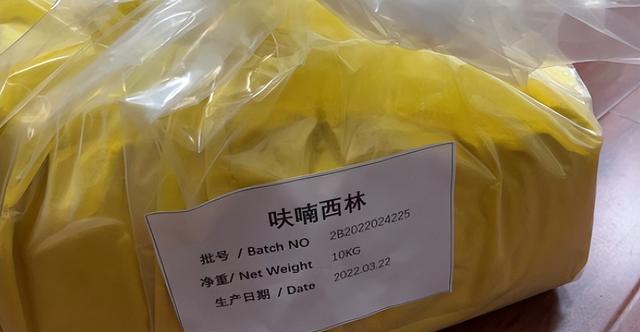 呋喃西林
批号 / Batch NO 2B2022024225
净重/ Net Weight 10KG
生产日期 / Date 2022.03.22